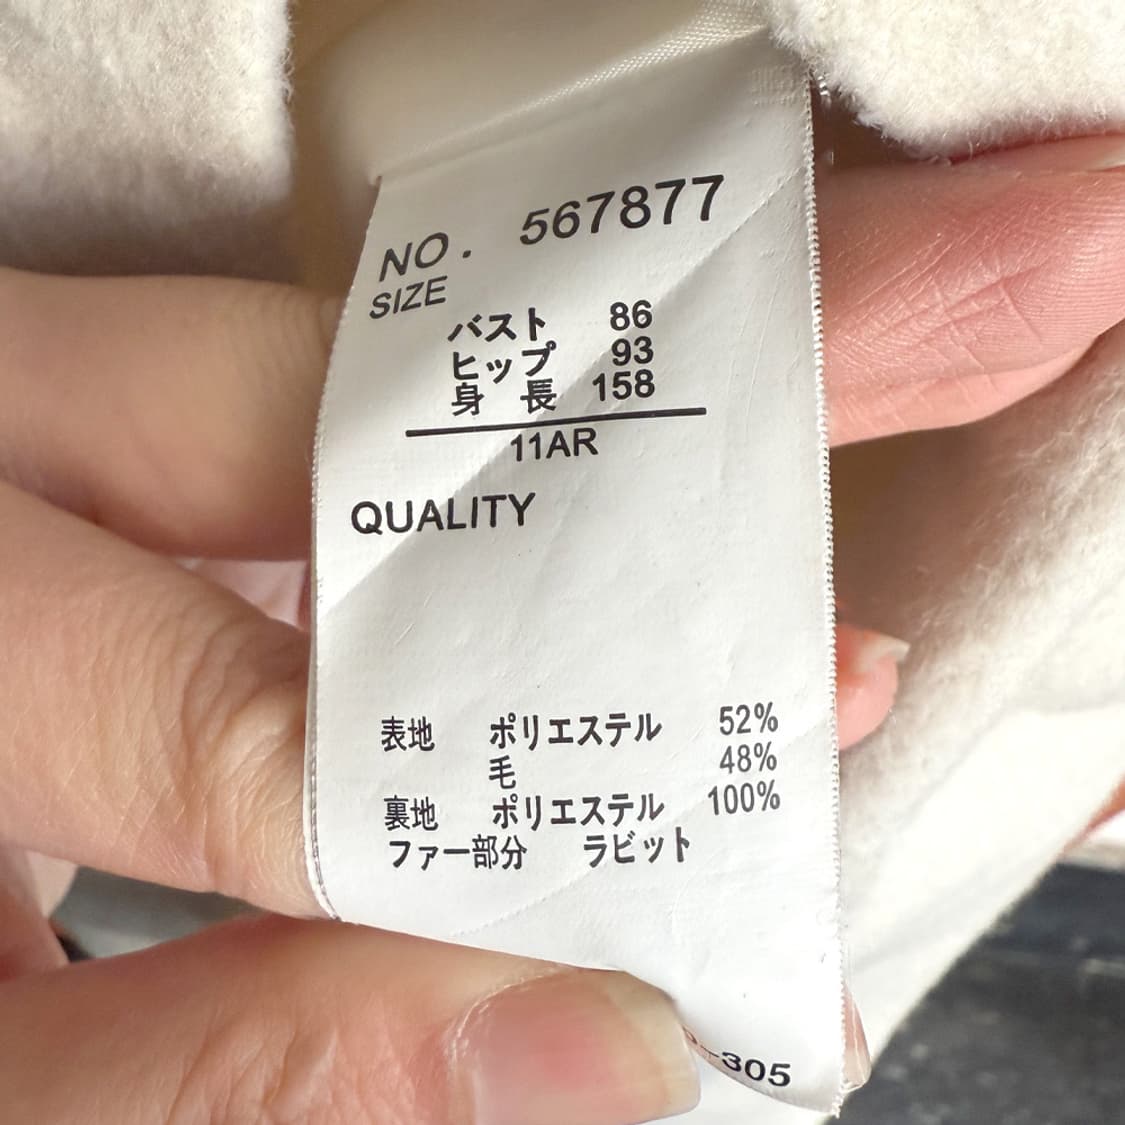 NO. 567877
SIZE
バスト 86
ヒップ 93
身長 158
11AR
QUALITY
表地 ポリエステル 52%
毛 48%
裏地 ポリエステル 100%
ファー部分 ラビット
-305